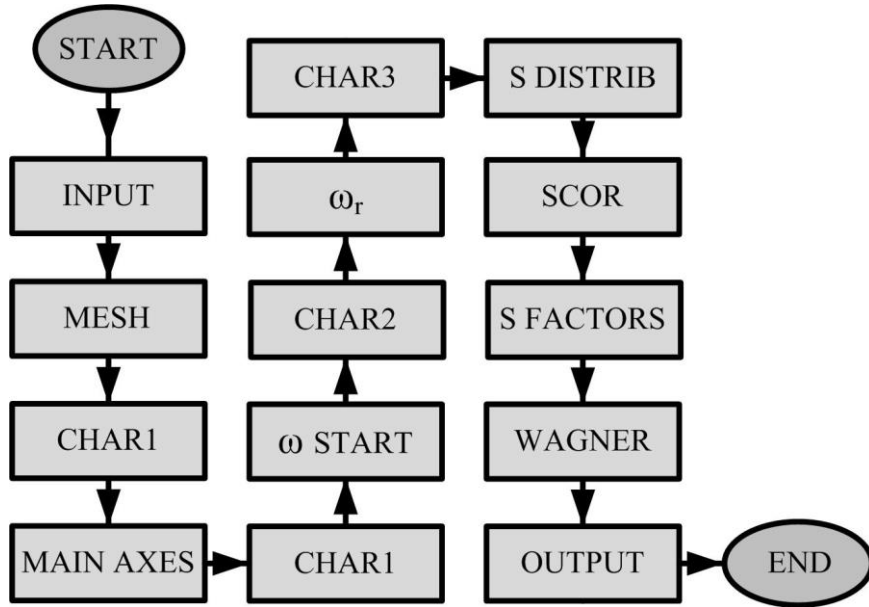 START
INPUT
MESH
CHAR1
MAIN AXES
CHAR1
ω START
CHAR2
ωr
CHAR3
S DISTRIB
SCOR
S FACTORS
WAGNER
OUTPUT
END